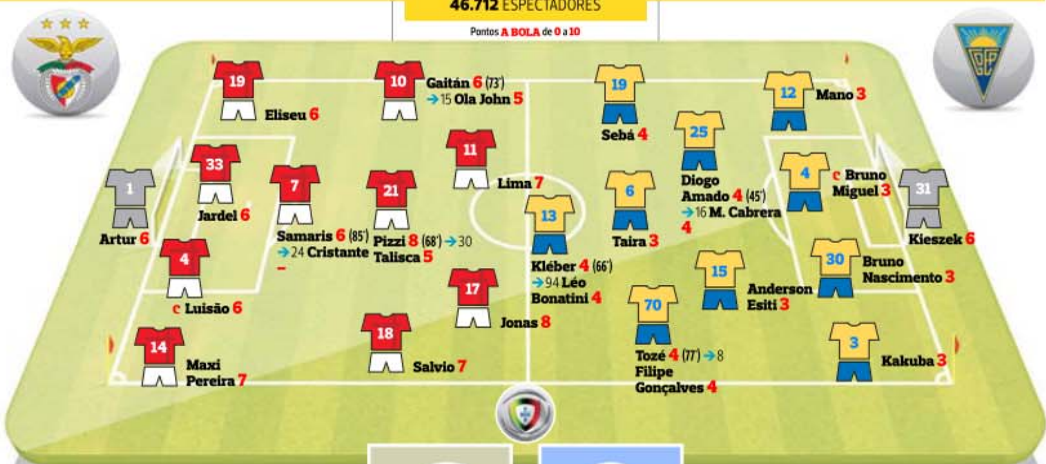 46.712 ESPECTADORES
Pontos A BOLA de 0 a 10
19
Eliseu 6
10
Gaitán 6 (73')
→15 Ola John 5
19
Sebá 4
12
Mano 3
33
Jardel 6
11
Lima 7
25
Diogo
Amado 4 (45')
→16 M. Cabrera
4
4
c Bruno
Miguel 3
1
Artur 6
7
Samaris 6 (85')
→24 Cristante
–
21
Pizzi 8 (68') →30
Talisca 5
6
Taira 3
31
Kieszek 6
13
Kléber 4 (66')
→94 Léo
Bonatini 4
4
c Luisão 6
17
Jonas 8
15
Anderson
Esiti 3
30
Bruno
Nascimento 3
14
Maxi
Pereira 7
18
Salvio 7
70
Tozé 4 (77') →8
Filipe
Gonçalves 4
3
Kakuba 3